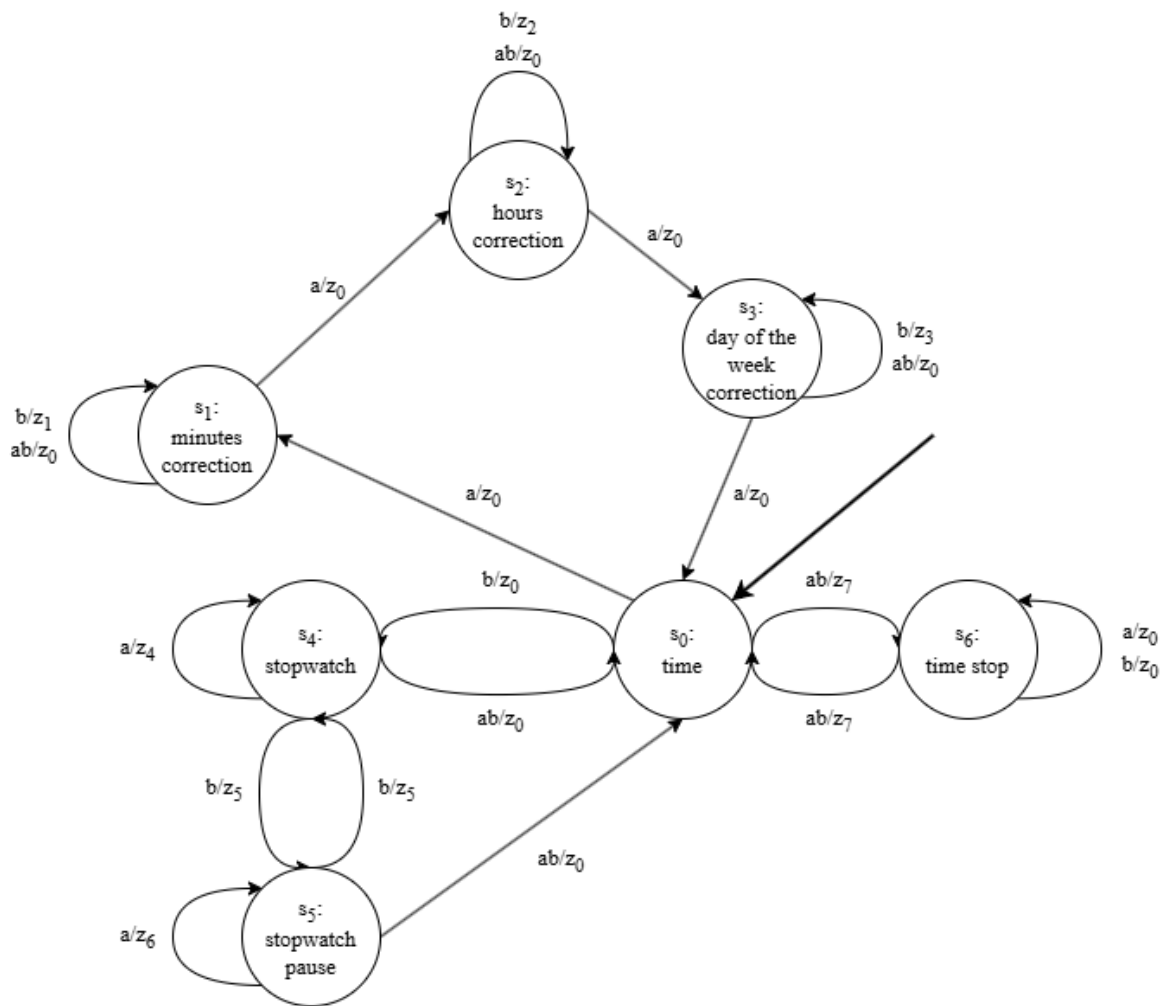 b/z₂
ab/z₀
s₂:
hours
correction
a/z₀
a/z₀
s₃:
day of the
week
correction
b/z₃
ab/z₀
b/z₁
ab/z₀
s₁:
minutes
correction
a/z₀
a/z₀
b/z₀
ab/z₇
a/z₄
s₄:
stopwatch
s₀:
time
s₆:
time stop
a/z₀
b/z₀
ab/z₀
ab/z₇
b/z₅
b/z₅
ab/z₀
a/z₆
s₅:
stopwatch
pause